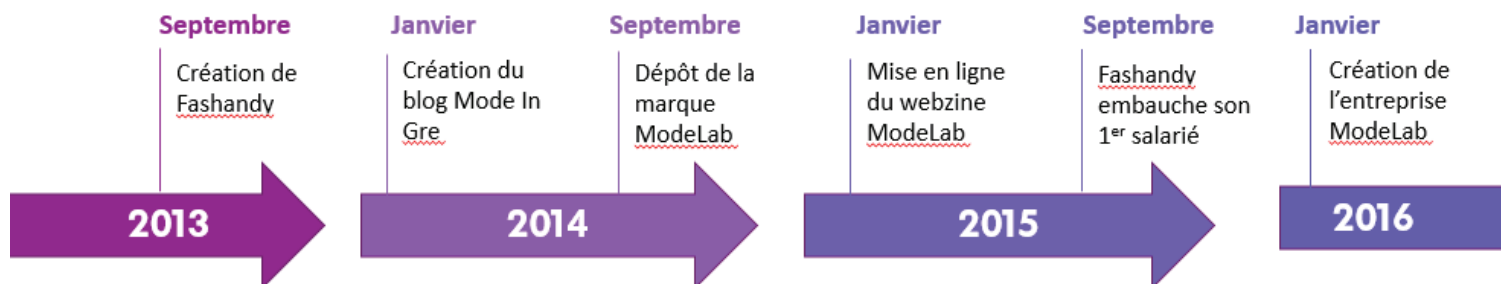 Septembre
Création de
Fashandy
Janvier
Création du
blog Mode In
Gre
Septembre
Dépôt de la
marque
ModeLab
Janvier
Mise en ligne
du webzine
ModeLab
Septembre
Fashandy
embauche son
1er salarié
Janvier
Création de
l'entreprise
ModeLab
2013
2014
2015
2016